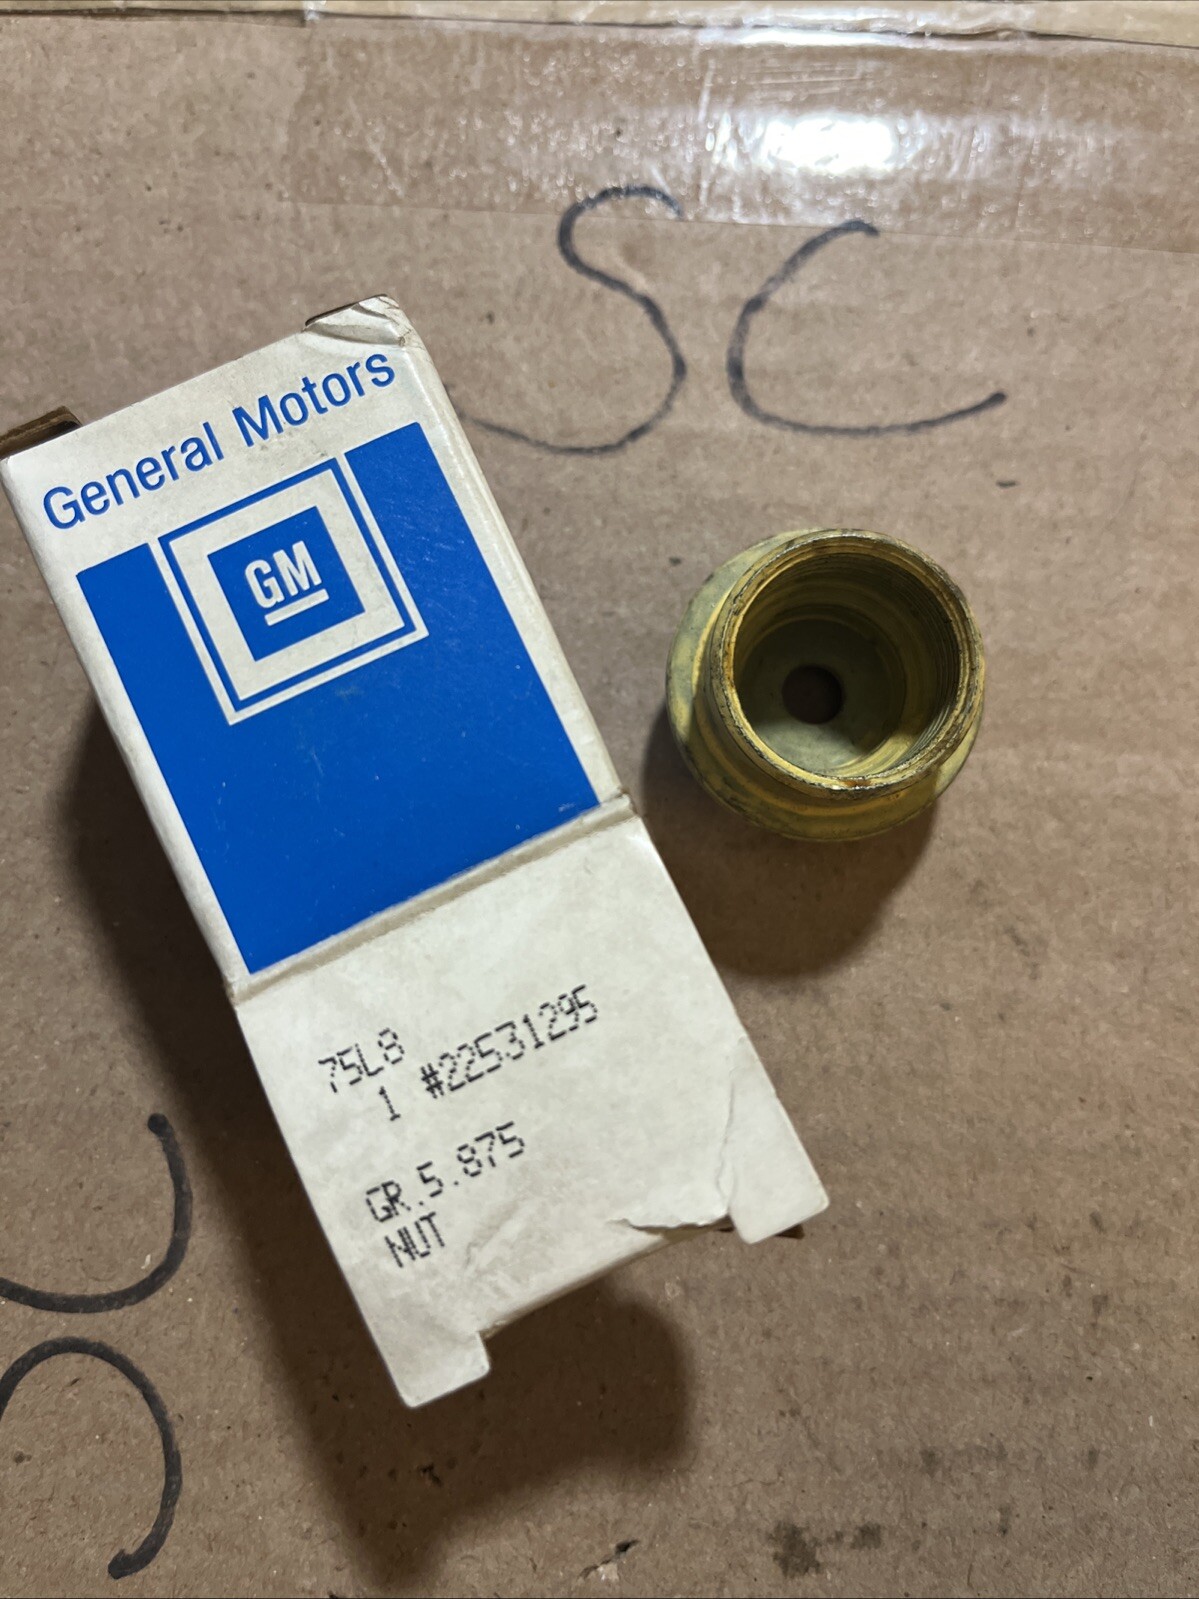 SC
General Motors
GM
75L8
1 #22531295
GR.5.875
NUT